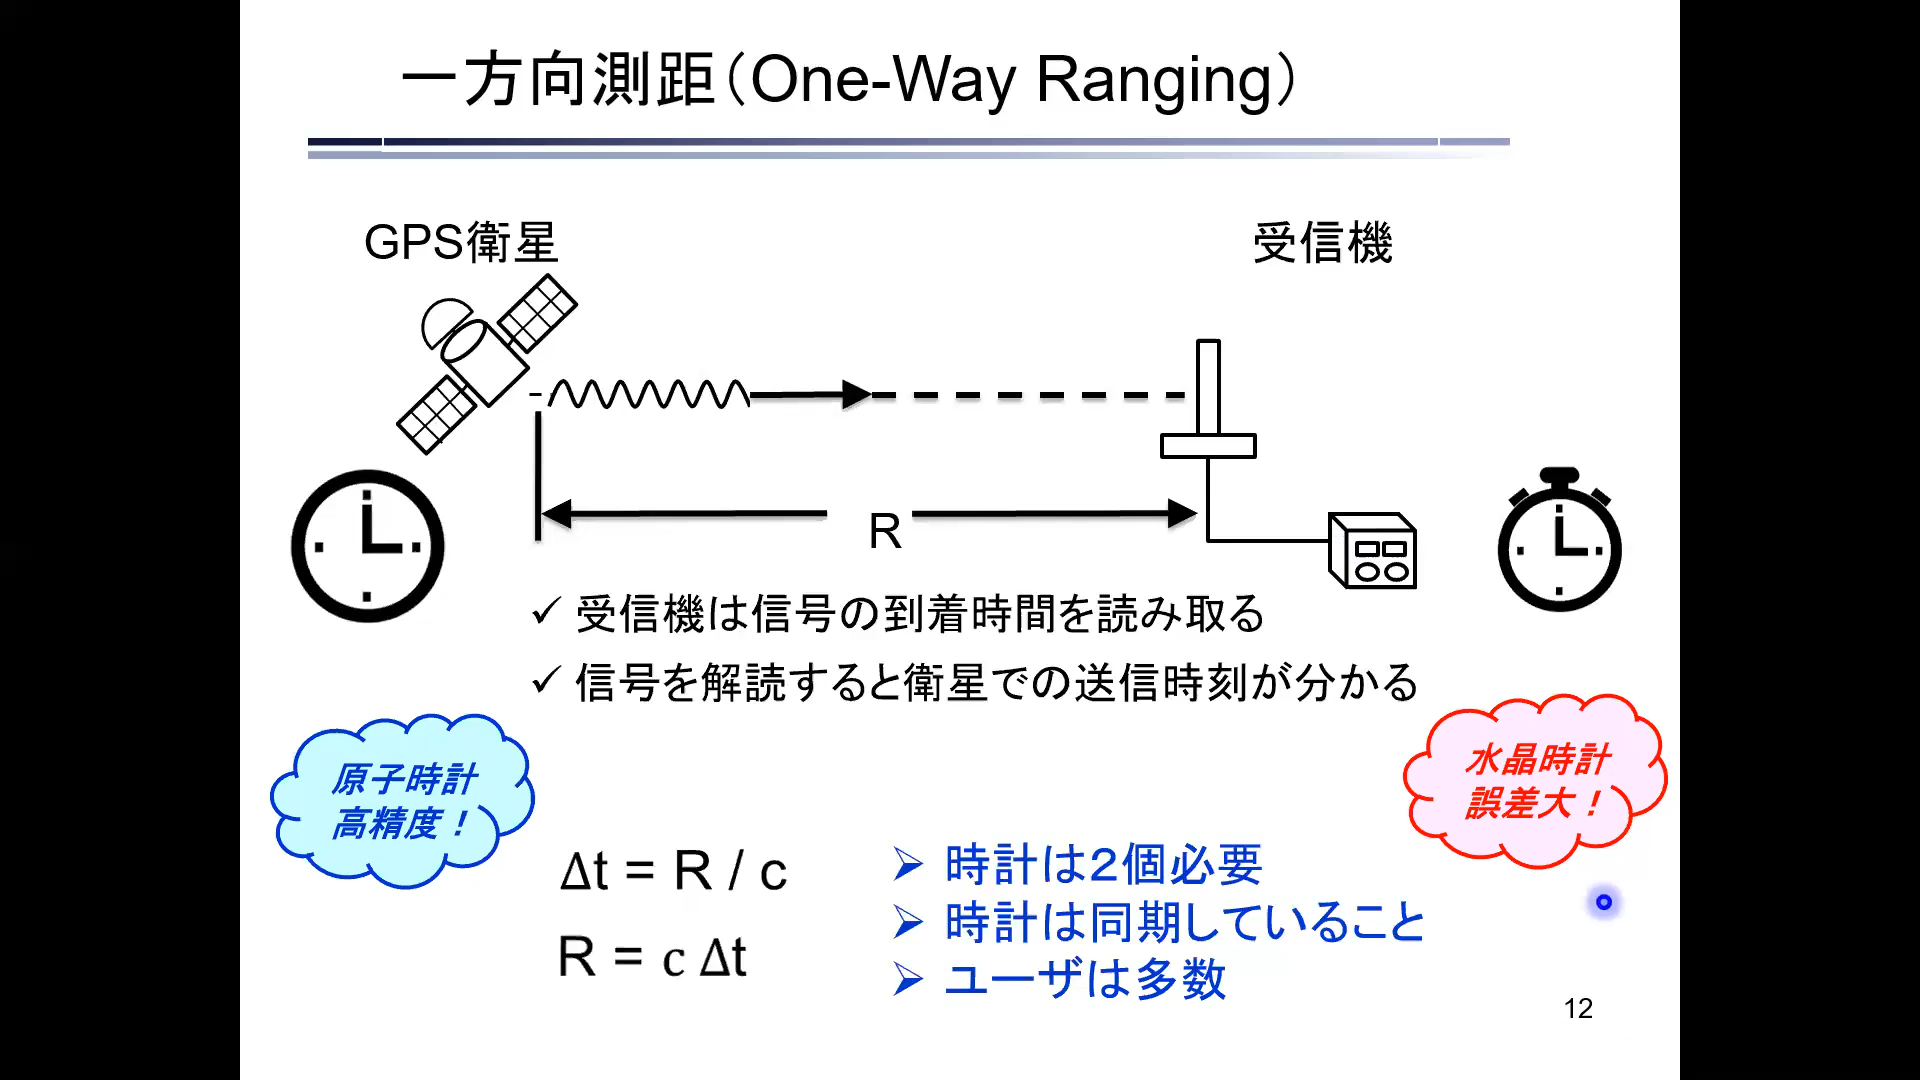 一方向測距(One-Way Ranging)
GPS衛星
受信機
R
✓ 受信機は信号の到着時間を読み取る
✓ 信号を解読すると衛星での送信時刻が分かる
原子時計
高精度！
水晶時計
誤差大！
Δt = R / c
R = c Δt
➢ 時計は２個必要
➢ 時計は同期していること
➢ ユーザは多数
12